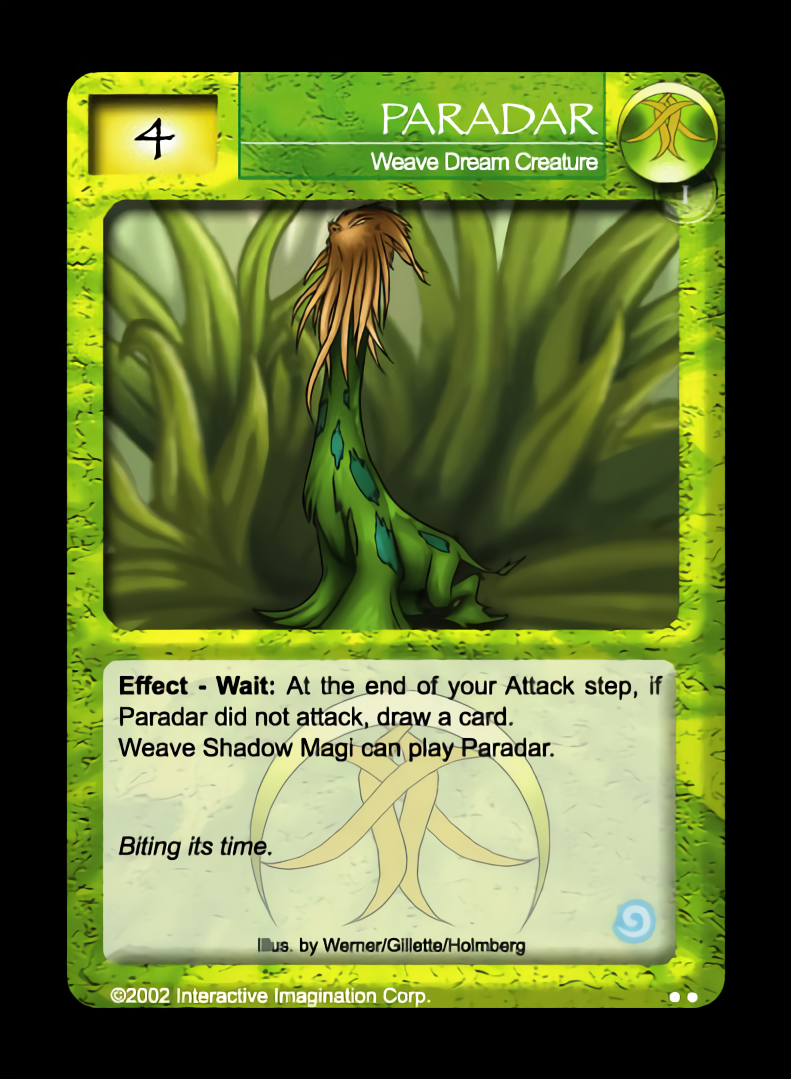 4
PARADAR
Weave Dream Creature
I
Effect - Wait: At the end of your Attack step, if
Paradar did not attack, draw a card.
Weave Shadow Magi can play Paradar.
Biting its time.
Illus. by Werner/Gillette/Holmberg
©2002 Interactive Imagination Corp.